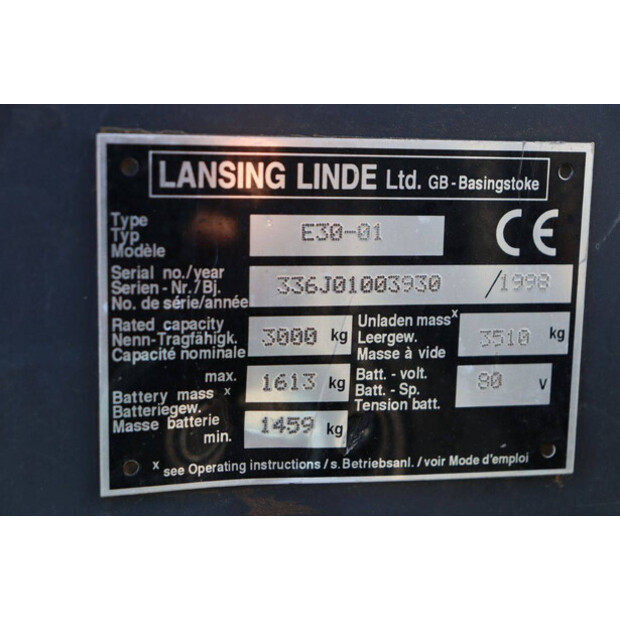 LANSING LINDE Ltd. GB - Basingstoke
Type
Typ
Modèle
E30-01
CE
Serial no./year
Serien - Nr./Bj.
No. de série/année
336J01003930 /1998
Rated capacity
Nenn-Tragfähigk.
Capacité nominale
3000 kg
Unladen mass x
Leergew.
Masse à vide
3510 kg
max.
Battery mass x
Batteriegew.
Masse batterie
min.
1613 kg
1459 kg
Batt. - volt.
Batt. - Sp.
Tension batt.
80 V
x see Operating instructions / s. Betriebsanl. / voir Mode d'emploi